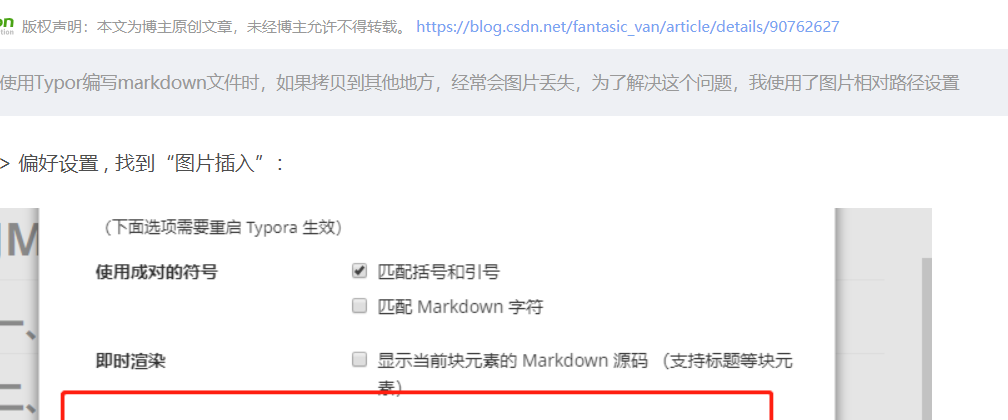 on 版权声明：本文为博主原创文章，未经博主允许不得转载。 https://blog.csdn.net/fantasic_van/article/details/90762627
使用Typor编写markdown文件时，如果拷贝到其他地方，经常会图片丢失，为了解决这个问题，我使用了图片相对路径设置
> 偏好设置 , 找到“图片插入”：
（下面选项需要重启 Typora 生效）
使用成对的符号 匹配括号和引号
匹配 Markdown 字符
一、
即时渲染 显示当前块元素的 Markdown 源码 （支持标题等块元
素）
二、